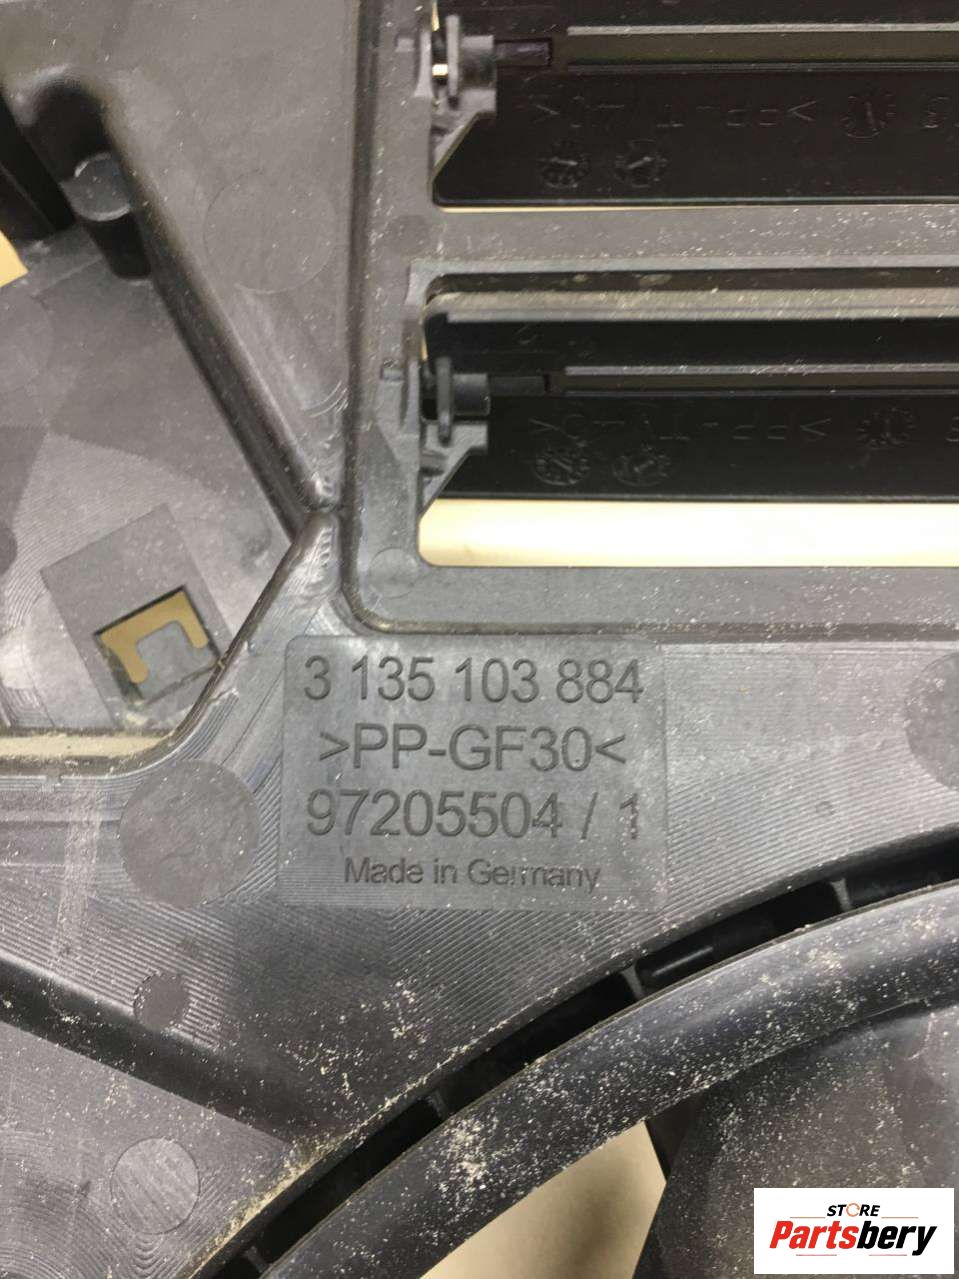 3 135 103 884
>PP-GF30<
97205504 / 1
Made in Germany
STORE
Partsbery